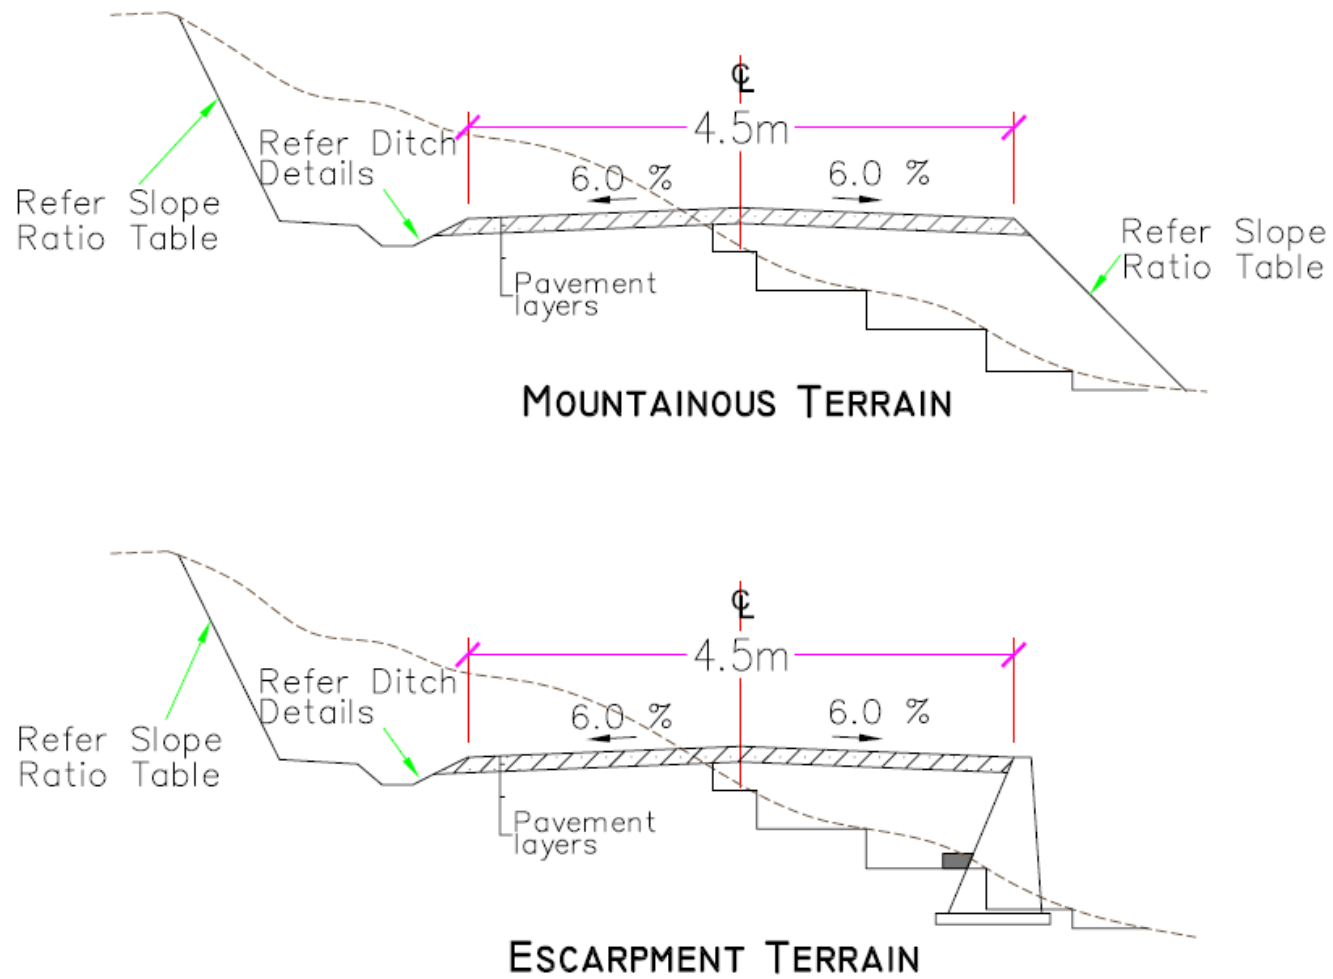 ℄
4.5m
Refer Ditch
Details
6.0 %
6.0 %
Refer Slope
Ratio Table
Refer Slope
Ratio Table
Pavement
layers
MOUNTAINOUS TERRAIN
℄
4.5m
Refer Ditch
Details
6.0 %
6.0 %
Refer Slope
Ratio Table
Pavement
layers
ESCARPMENT TERRAIN